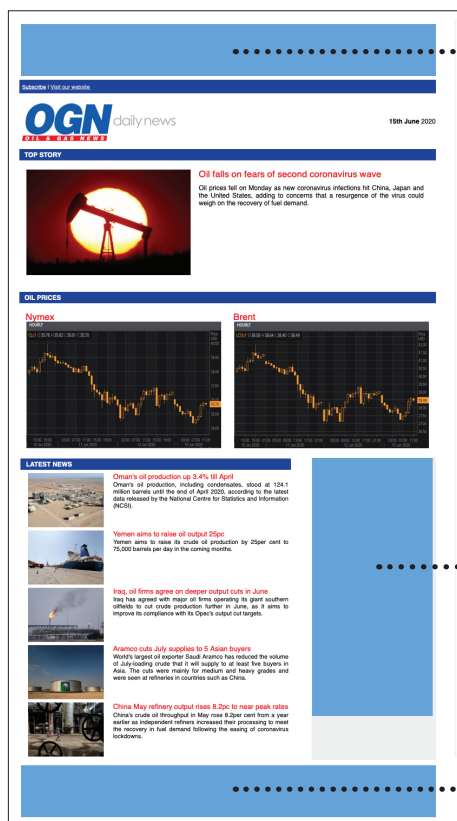 Subscribe | Visit our website
OGN daily news
OIL & GAS NEWS
15th June 2020
TOP STORY
Oil falls on fears of second coronavirus wave
Oil prices fell on Monday as new coronavirus infections hit China, Japan and
the United States, adding to concerns that a resurgence of the virus could
weigh on the recovery of fuel demand.
OIL PRICES
Nymex
Brent
HOURLY
HOURLY
LATEST NEWS
Oman's oil production up 3.4% till April
Oman's oil production, including condensates, stood at 124.1
million barrels until the end of April 2020, according to the latest
data released by the National Centre for Statistics and Information
(NCSI).
Yemen aims to raise oil output 25pc
Yemen aims to raise its crude oil production by 25per cent to
75,000 barrels per day in the coming months.
Iraq, oil firms agree on deeper output cuts in June
Iraq has agreed with major oil firms operating its giant southern
oilfields to cut crude production further in June, as it aims to
improve its compliance with its Opec's output cut targets.
Aramco cuts July supplies to 5 Asian buyers
World's largest oil exporter Saudi Aramco has reduced the volume
of July-loading crude that it will supply to at least five buyers in
Asia. The cuts were mainly for medium and heavy grades and
were seen at refineries in countries such as China.
China May refinery output rises 8.2pc to near peak rates
China's crude oil throughput in May rose 8.2per cent from a year
earlier as independent refiners increased their processing to meet
the recovery in fuel demand following the easing of coronavirus
lockdowns.